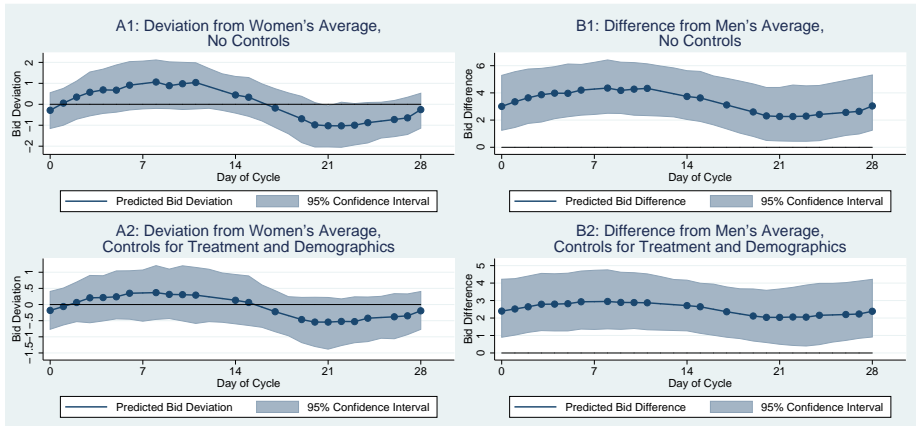 A1: Deviation from Women's Average,
No Controls
Bid Deviation
2
1
0
−1
−2
0
7
14
21
28
Day of Cycle
Predicted Bid Deviation
95% Confidence Interval
B1: Difference from Men's Average,
No Controls
Bid Difference
6
4
2
0
0
7
14
21
28
Day of Cycle
Predicted Bid Difference
95% Confidence Interval
A2: Deviation from Women's Average,
Controls for Treatment and Demographics
Bid Deviation
1
.5
0
−.5
−1
−1.5
0
7
14
21
28
Day of Cycle
Predicted Bid Deviation
95% Confidence Interval
B2: Difference from Men's Average,
Controls for Treatment and Demographics
Bid Difference
5
4
3
2
1
0
0
7
14
21
28
Day of Cycle
Predicted Bid Difference
95% Confidence Interval